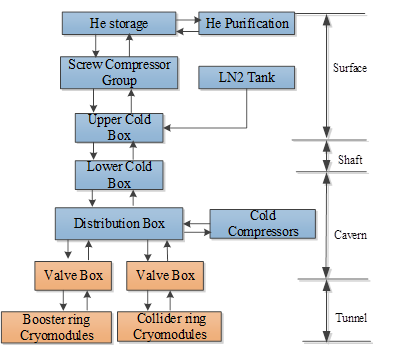 He storage
He Purification
Screw Compressor
Group
LN2 Tank
Surface
Upper Cold
Box
Shaft
Lower Cold
Box
Distribution Box
Cold
Compressors
Cavern
Valve Box
Valve Box
Booster ring
Cryomodules
Collider ring
Cryomodules
Tunnel